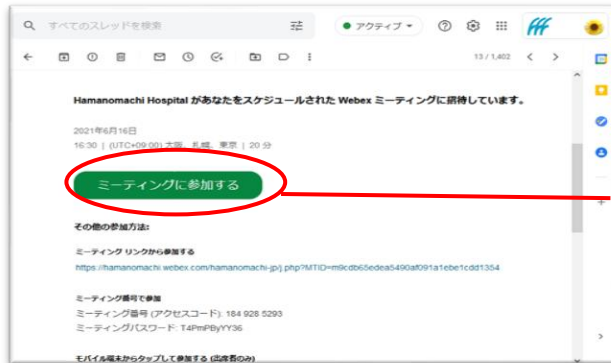 すべてのスレッドを検索
アクティブ
fff
13 / 1,402
Hamanomachi Hospital があなたをスケジュールされた Webex ミーティングに招待しています。
2021年6月16日
16:30 | (UTC+09:00) 大阪、札幌、東京 | 20 分
ミーティングに参加する
その他の参加方法:
ミーティング リンクから参加する
https://hamanomachi.webex.com/hamanomachi-jp/j.php?MTID=m9cdb65edea5490af091a1ebe1cdd1354
ミーティング番号で参加
ミーティング番号 (アクセスコード): 184 928 5293
ミーティングパスワード: T4PmPByYY36
モバイル端末からタップして参加する (出席者のみ)